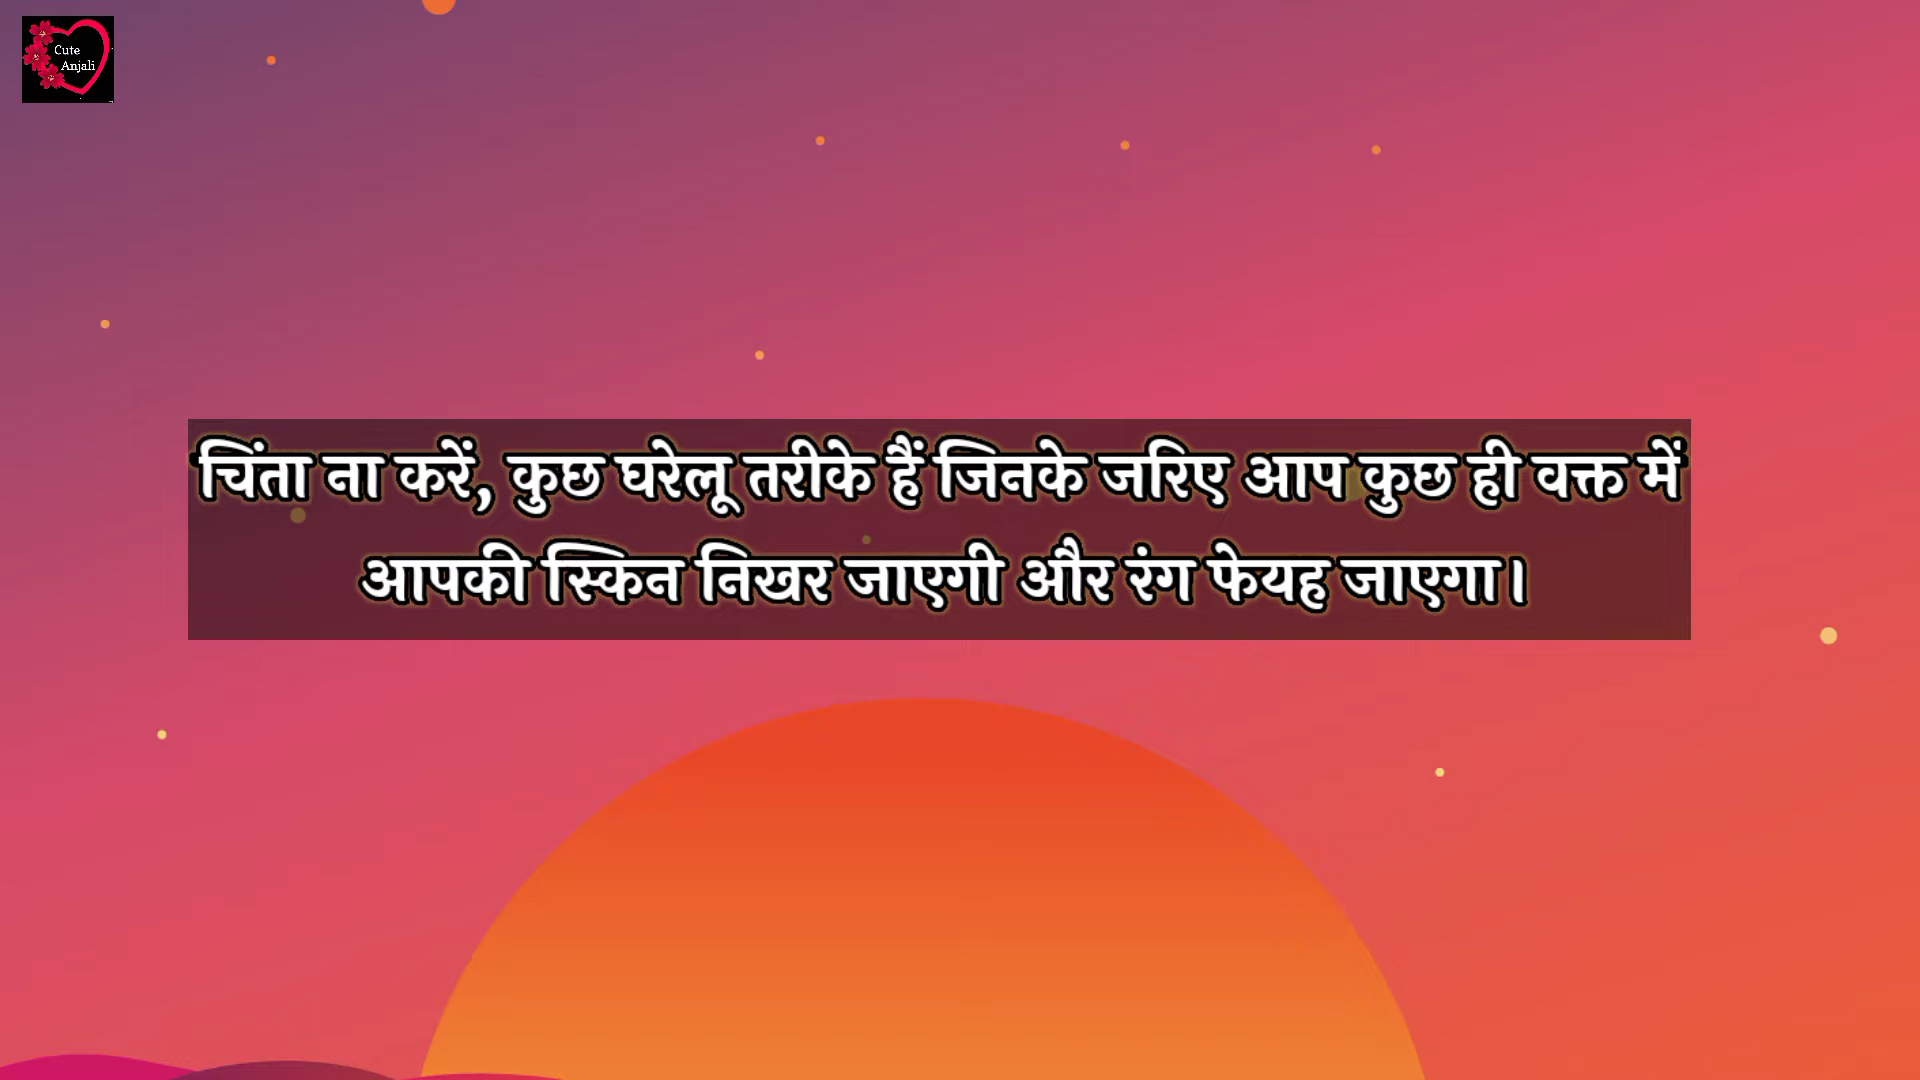 Cute
Anjali
चिंता ना करें, कुछ घरेलू तरीके हैं जिनके जरिए आप कुछ ही वक्त में
आपकी स्किन निखर जाएगी और रंग फेयह जाएगा।